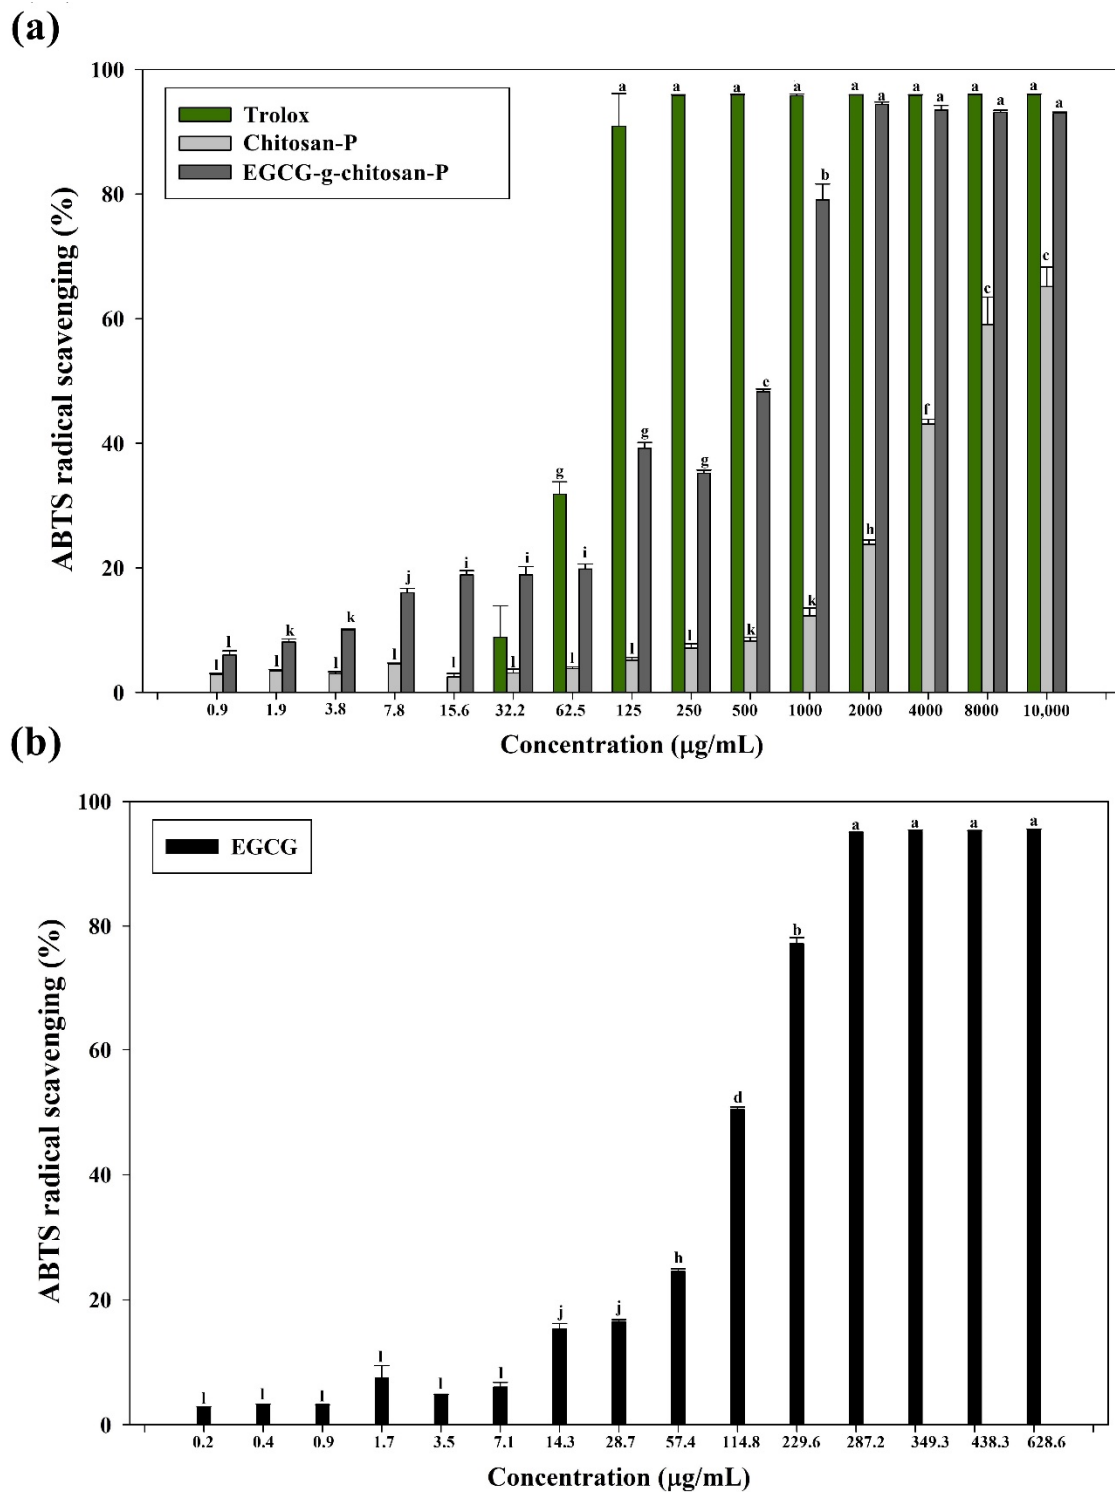 (a)
100
80
60
40
20
0
ABTS radical scavenging (%)
Trolox
Chitosan-P
EGCG-g-chitosan-P
l l
l k
l k
l j
l i
l i
g l i
a l g
a l g
a k e
a k b
a h a
a f a
a c a
a c a
0.9 1.9 3.8 7.8 15.6 32.2 62.5 125 250 500 1000 2000 4000 8000 10,000
Concentration (µg/mL)
(b)
100
80
60
40
20
0
ABTS radical scavenging (%)
EGCG
l l l l l l j j h d b a a a a
0.2 0.4 0.9 1.7 3.5 7.1 14.3 28.7 57.4 114.8 229.6 287.2 349.3 438.3 628.6
Concentration (µg/mL)